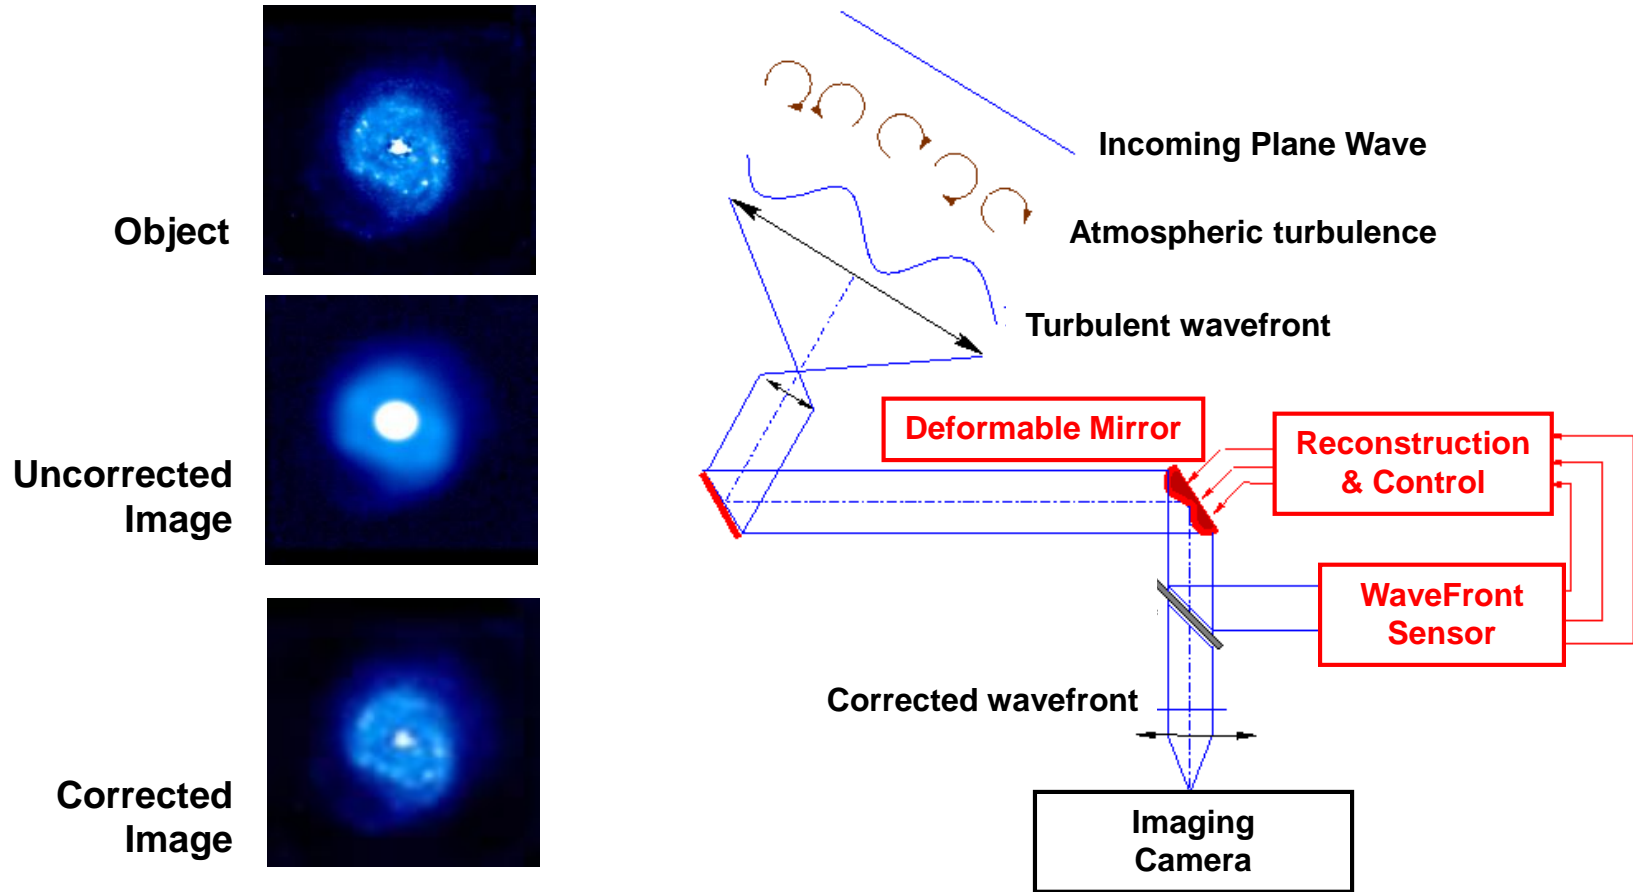 Object
Uncorrected
Image
Corrected
Image
Incoming Plane Wave
Atmospheric turbulence
Turbulent wavefront
Deformable Mirror
Reconstruction
& Control
WaveFront
Sensor
Corrected wavefront
Imaging
Camera